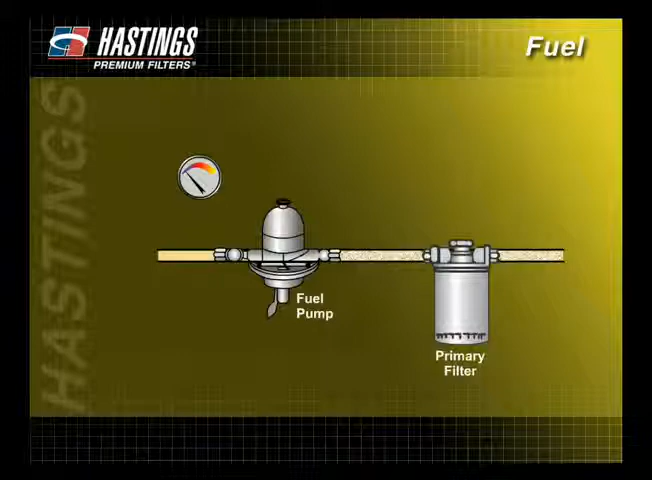 HASTINGS
PREMIUM FILTERS®
Fuel
HASTINGS
Fuel
Pump
Primary
Filter